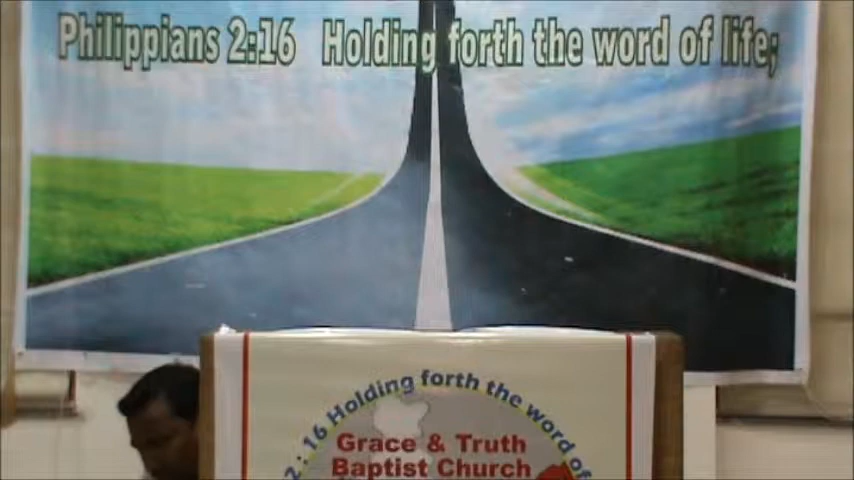 Philippians 2:16 Holding forth the word of life;
2:16 Holding forth the word of
Grace & Truth
Baptist Church